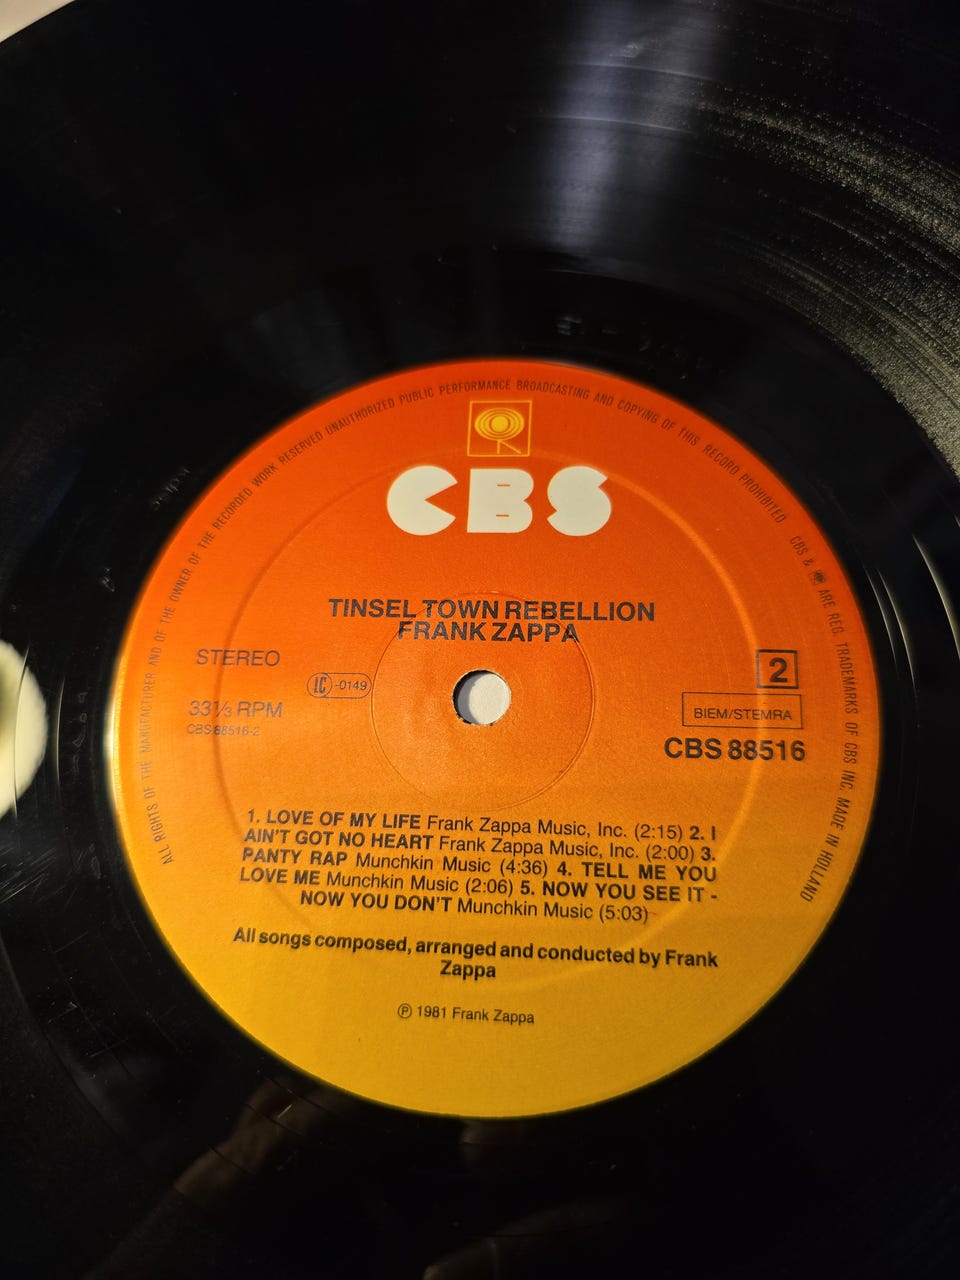 ALL RIGHTS OF THE MANUFACTURER AND OF THE OWNER OF THE RECORDED WORK RESERVED UNAUTHORIZED PUBLIC PERFORMANCE BROADCASTING AND COPYING OF THIS RECORD PROHIBITED CBS & ARE REG. TRADEMARKS OF CBS INC. MADE IN HOLLAND
CBS
TINSEL TOWN REBELLION
FRANK ZAPPA
STEREO
LC -0149
33⅓ RPM
CBS 88516-2
2
BIEM/STEMRA
CBS 88516
1. LOVE OF MY LIFE Frank Zappa Music, Inc. (2:15) 2. I
AIN'T GOT NO HEART Frank Zappa Music, Inc. (2:00) 3.
PANTY RAP Munchkin Music (4:36) 4. TELL ME YOU
LOVE ME Munchkin Music (2:06) 5. NOW YOU SEE IT -
NOW YOU DON'T Munchkin Music (5:03)
All songs composed, arranged and conducted by Frank
Zappa
Ⓟ 1981 Frank Zappa